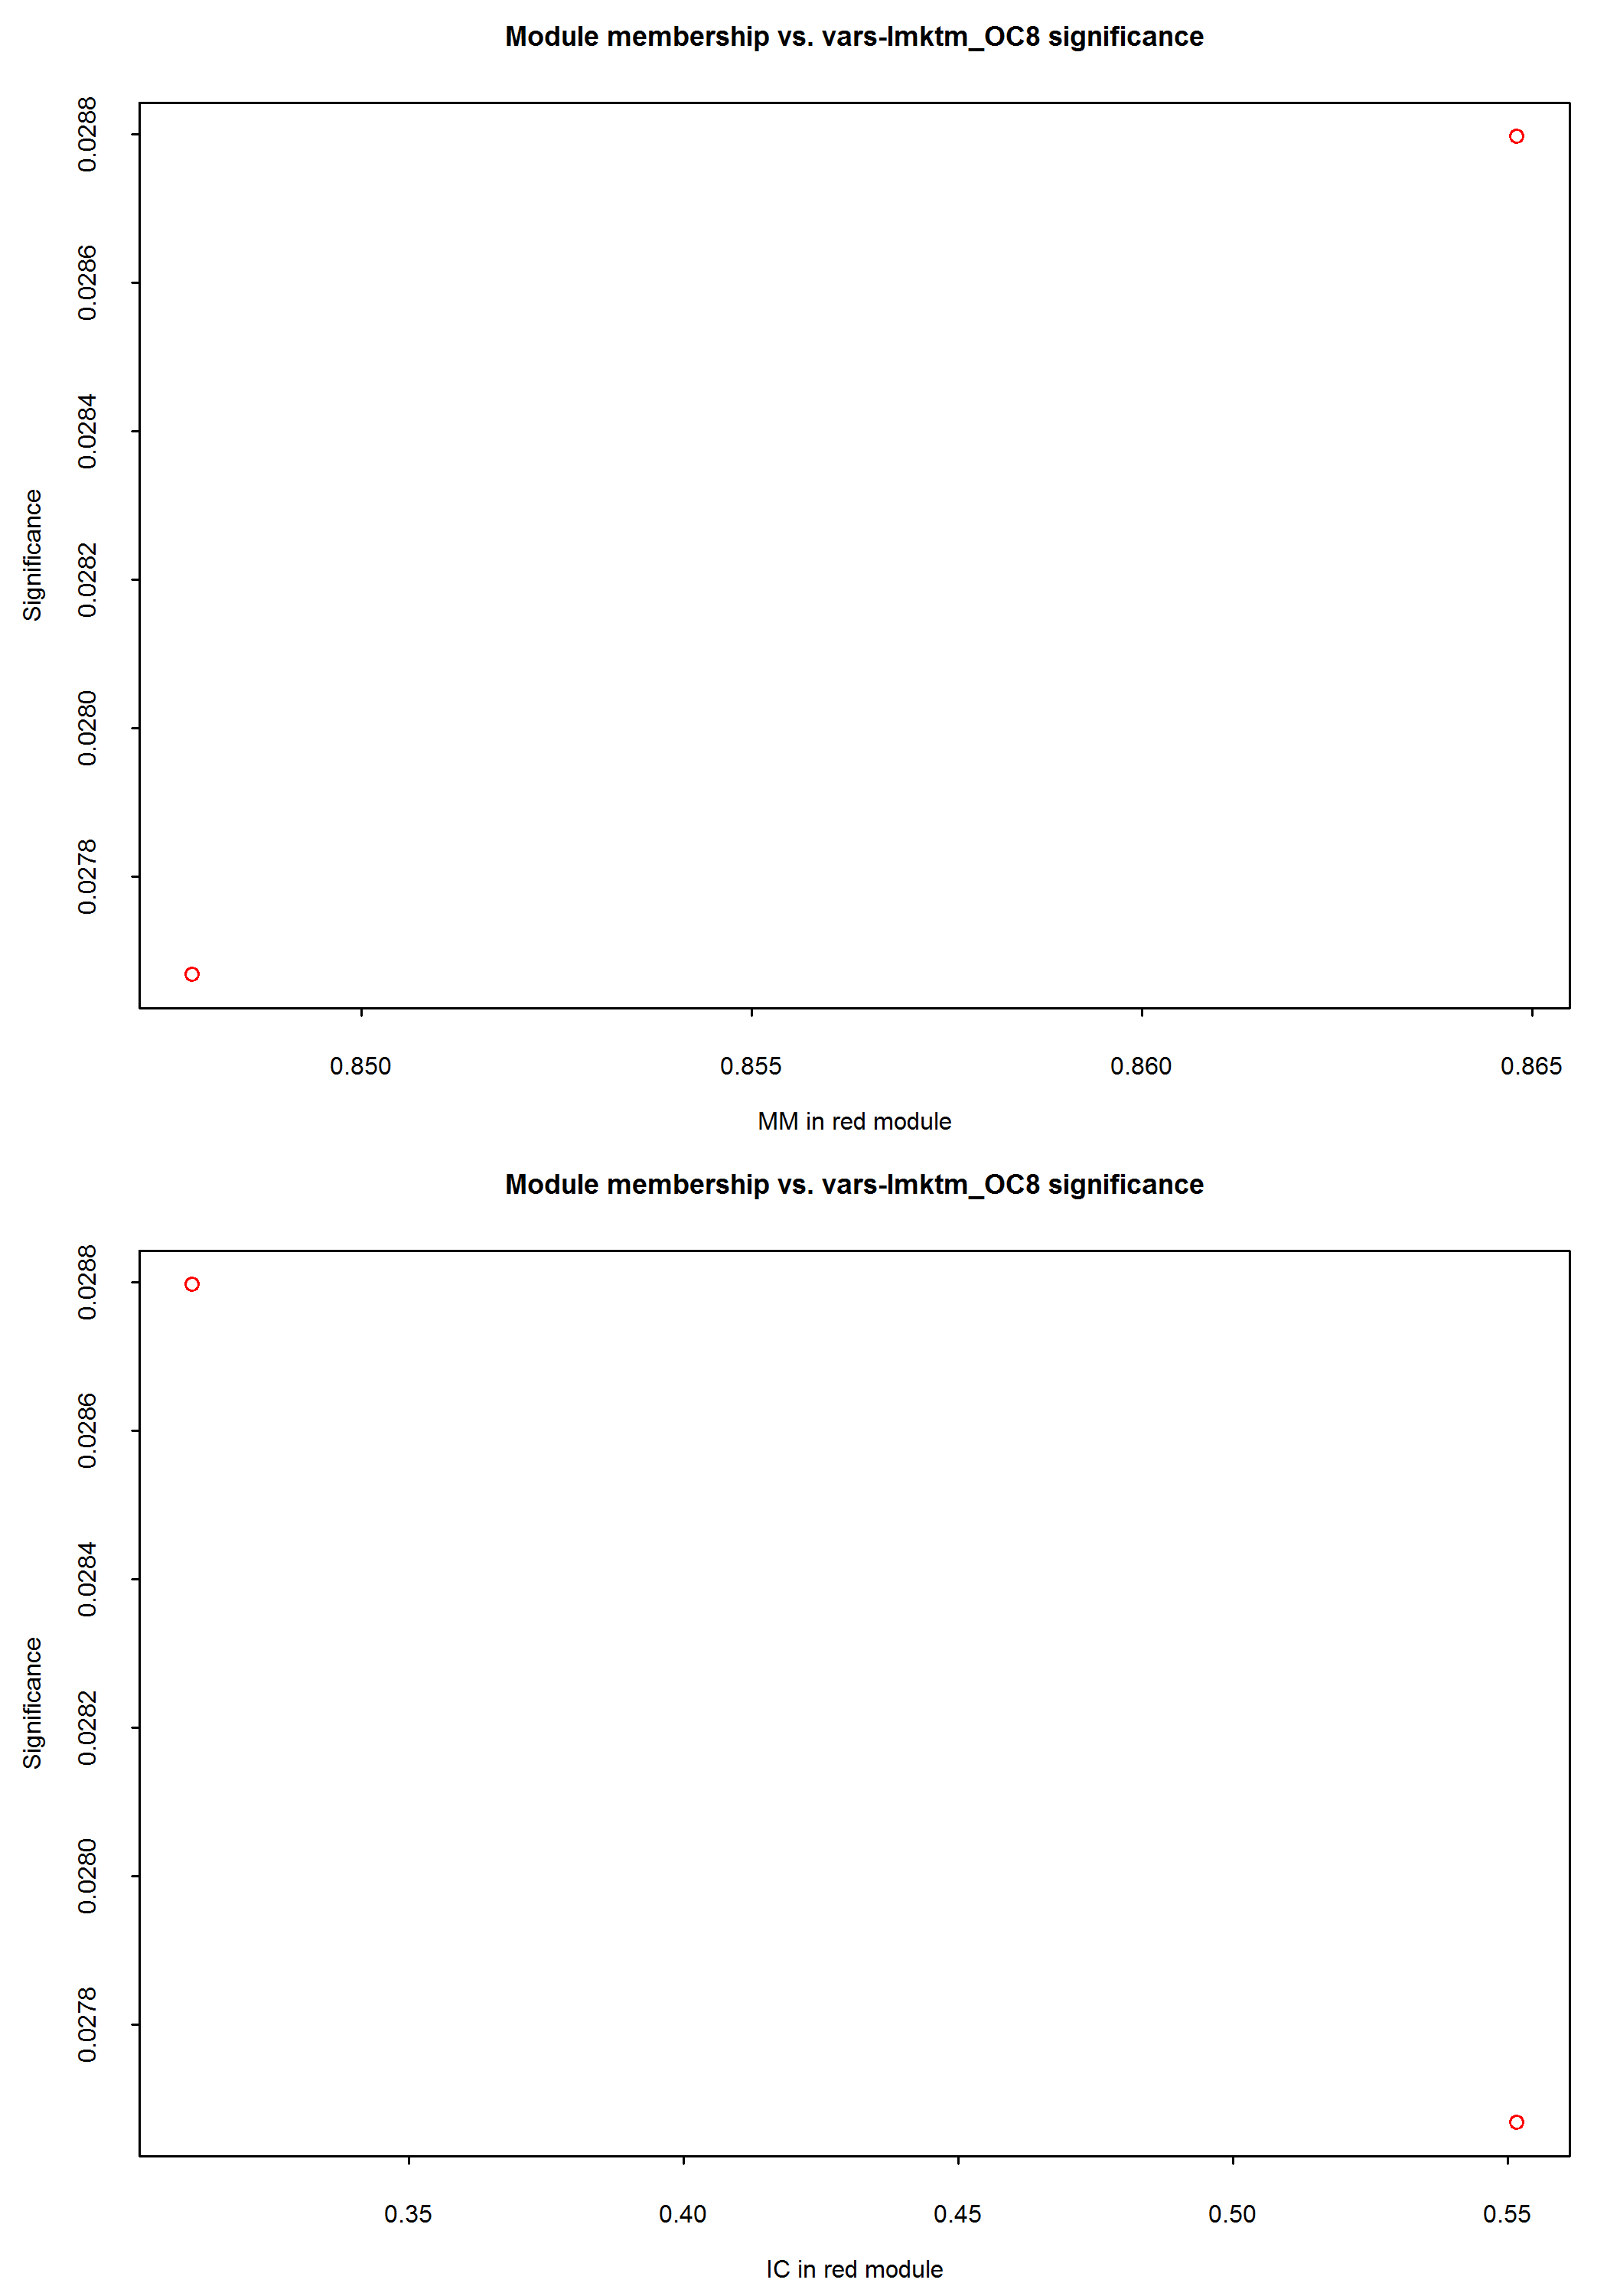 Module membership vs. vars-lmktm_OC8 significance
0.0288
0.0286
0.0284
0.0282
0.0280
0.0278
Significance
0.850 0.855 0.860 0.865
MM in red module
Module membership vs. vars-lmktm_OC8 significance
0.0288
0.0286
0.0284
0.0282
0.0280
0.0278
Significance
0.35 0.40 0.45 0.50 0.55
IC in red module